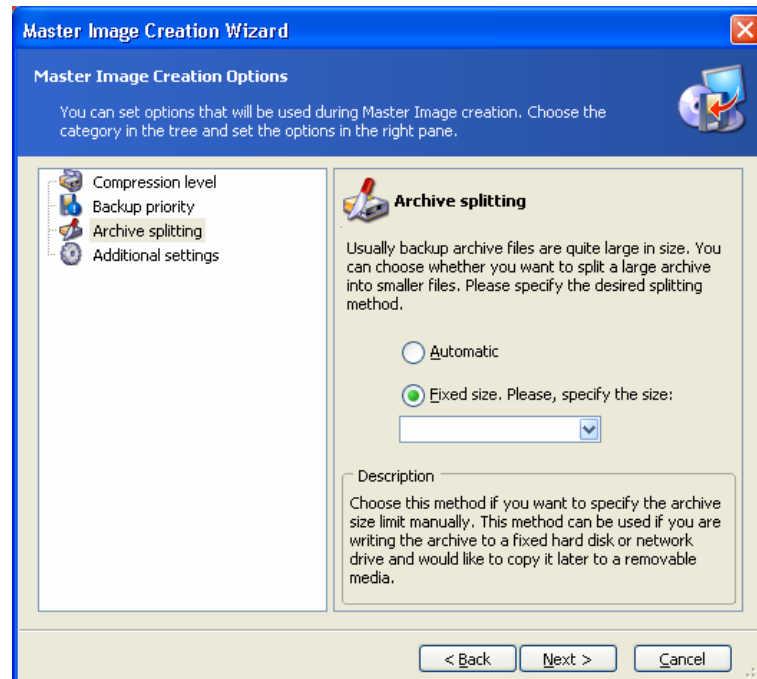 Master Image Creation Wizard
Master Image Creation Options
You can set options that will be used during Master Image creation. Choose the
category in the tree and set the options in the right pane.
Compression level
Backup priority
Archive splitting
Additional settings
Archive splitting
Usually backup archive files are quite large in size. You
can choose whether you want to split a large archive
into smaller files. Please specify the desired splitting
method.
Automatic
Fixed size. Please, specify the size:
Description
Choose this method if you want to specify the archive
size limit manually. This method can be used if you are
writing the archive to a fixed hard disk or network
drive and would like to copy it later to a removable
media.
< Back
Next >
Cancel